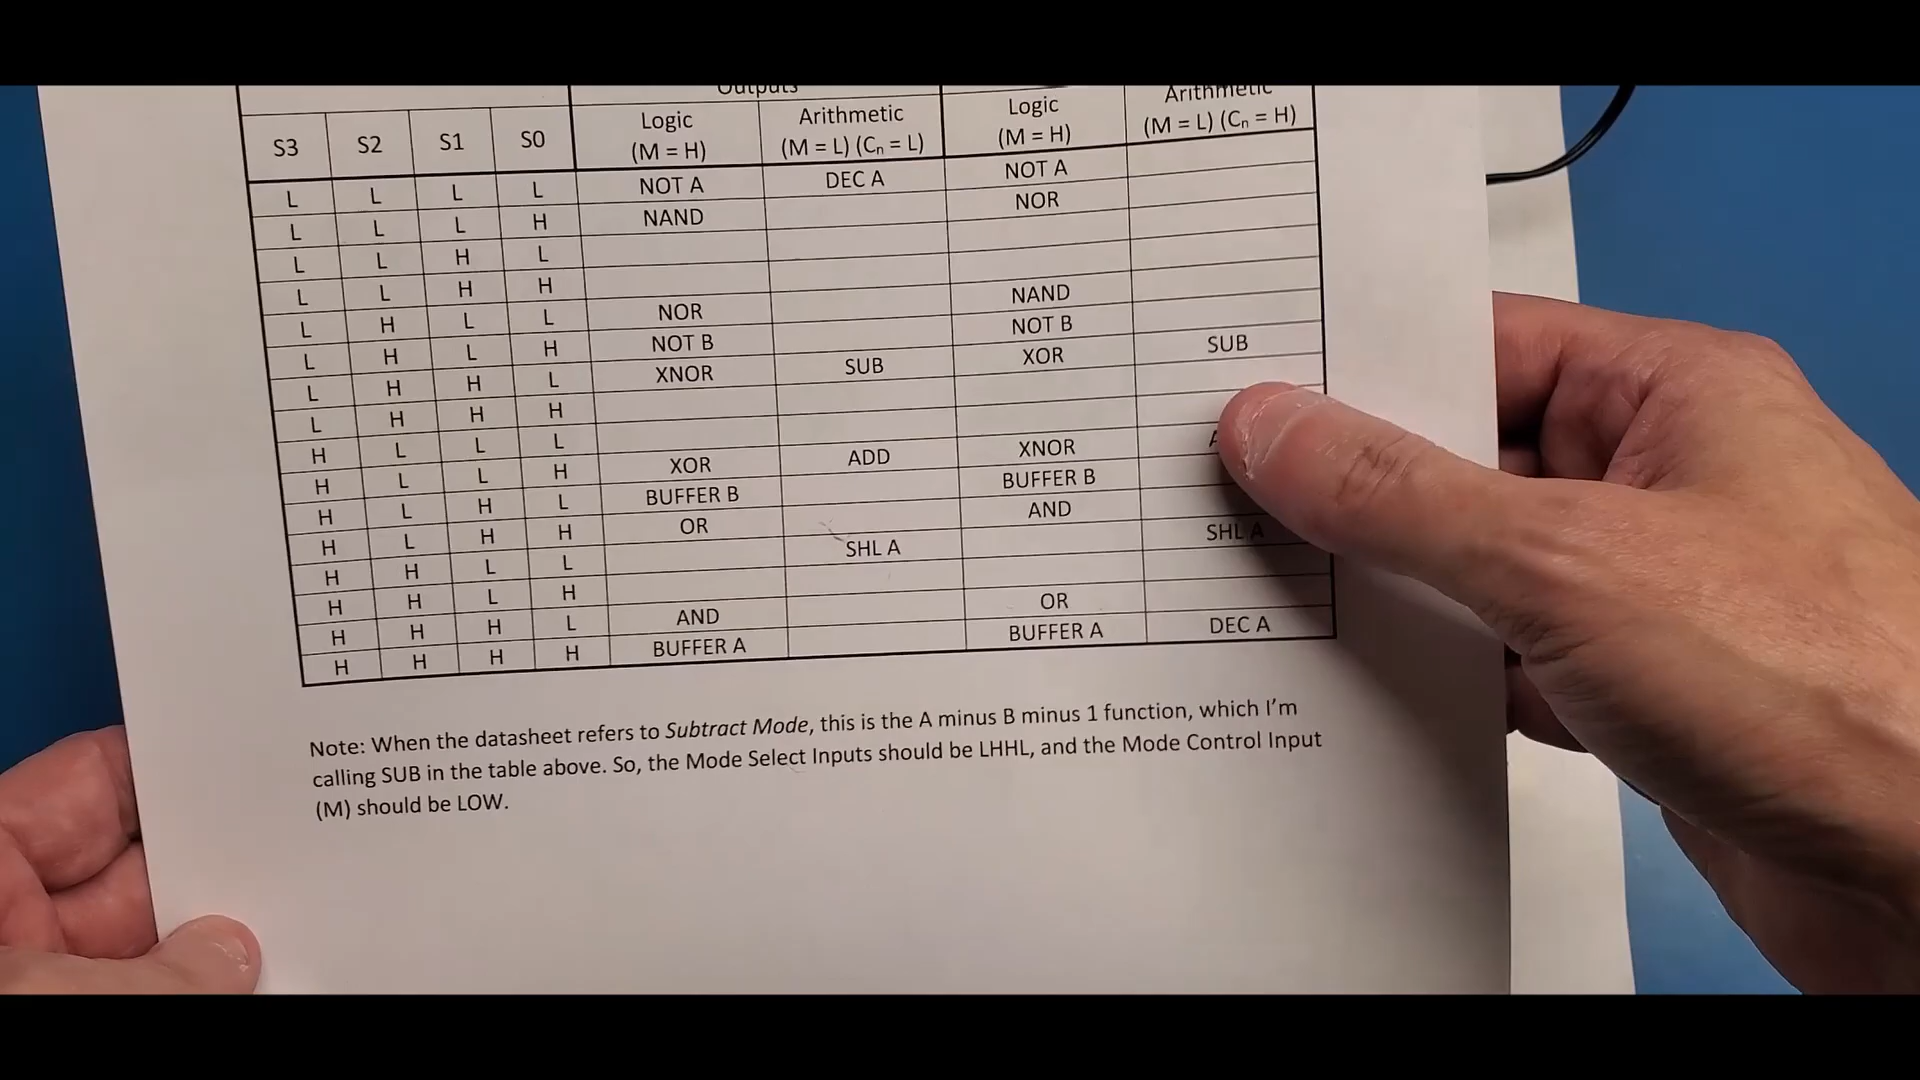 Outputs
S3 S2 S1 S0 Logic Arithmetic Logic Arithmetic
(M = H) (M = L) (Cn = L) (M = H) (M = L) (Cn = H)
L L L L NOT A DEC A NOT A
L L L H NAND NOR
L L H L
L L H H
L H L L NOR NAND
L H L H NOT B NOT B
L H H L XNOR SUB XOR SUB
L H H H
H L L L
H L L H XOR ADD XNOR
H L H L BUFFER B BUFFER B
H L H H OR AND
H H L L SHL A SHL A
H H L H
H H H L AND OR
H H H H BUFFER A BUFFER A DEC A
Note: When the datasheet refers to Subtract Mode, this is the A minus B minus 1 function, which I'm
calling SUB in the table above. So, the Mode Select Inputs should be LHHL, and the Mode Control Input
(M) should be LOW.